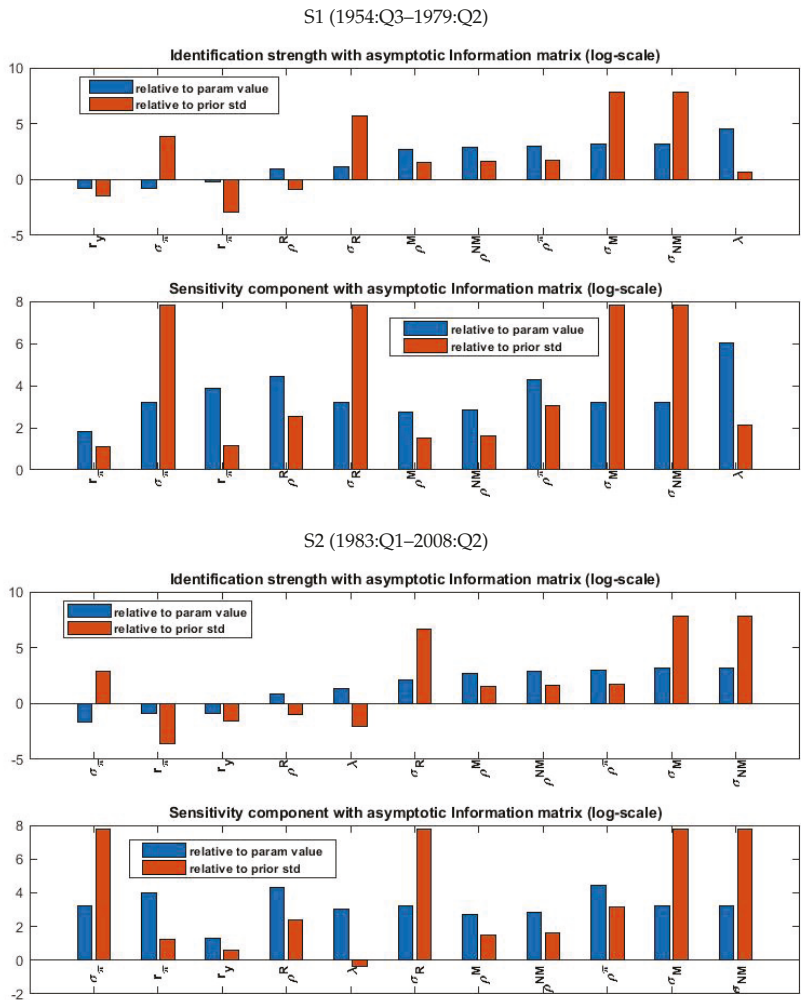 S1 (1954:Q3–1979:Q2)
Identification strength with asymptotic Information matrix (log-scale)
relative to param value
relative to prior std
10
5
0
-5
r_y σ_π r_π ρ^R σ_R ρ^M ρ^NM ρ^π σ_M σ_NM λ
Sensitivity component with asymptotic Information matrix (log-scale)
relative to param value
relative to prior std
8
6
4
2
0
r_π σ_π r_π ρ^R σ_R ρ^M ρ^NM ρ^π σ_M σ_NM λ
S2 (1983:Q1–2008:Q2)
Identification strength with asymptotic Information matrix (log-scale)
relative to param value
relative to prior std
10
5
0
-5
σ_π r_π r_y ρ^R λ σ_R ρ^M ρ^NM ρ^π σ_M σ_NM
Sensitivity component with asymptotic Information matrix (log-scale)
relative to param value
relative to prior std
8
6
4
2
0
-2
σ_π r_π r_y ρ^R λ σ_R ρ^M ρ^NM ρ^π σ_M σ_NM